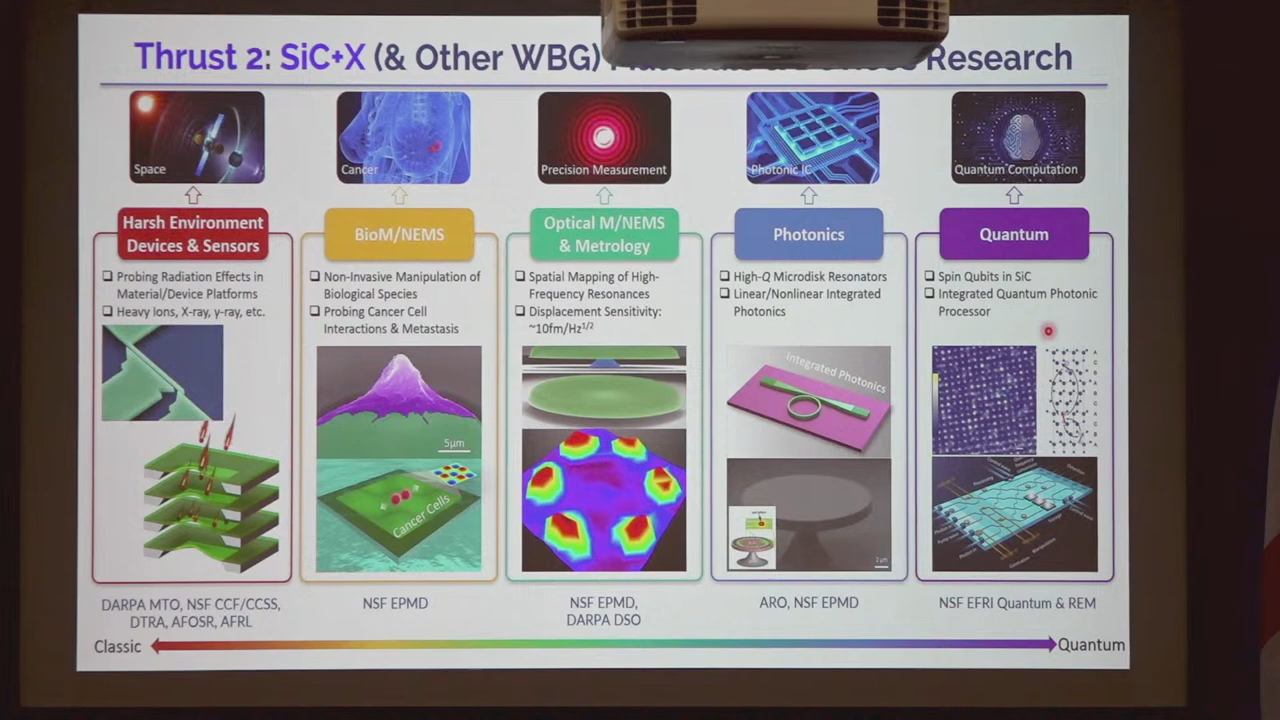 Thrust 2: SiC+X (& Other WBG) Research
Space
Cancer
Precision Measurement
Photonic IC
Quantum Computation
Harsh Environment
Devices & Sensors
❑ Probing Radiation Effects in
Material/Device Platforms
❑ Heavy Ions, X-ray, γ-ray, etc.
DARPA MTO, NSF CCF/CCSS,
DTRA, AFOSR, AFRL
BioM/NEMS
❑ Non-Invasive Manipulation of
Biological Species
❑ Probing Cancer Cell
Interactions & Metastasis
5μm
Cancer Cells
NSF EPMD
Optical M/NEMS
& Metrology
❑ Spatial Mapping of High-
Frequency Resonances
❑ Displacement Sensitivity:
~10fm/Hz1/2
NSF EPMD,
DARPA DSO
Photonics
❑ High-Q Microdisk Resonators
❑ Linear/Nonlinear Integrated
Photonics
Integrated Photonics
2 μm
ARO, NSF EPMD
Quantum
❑ Spin Qubits in SiC
❑ Integrated Quantum Photonic
Processor
NSF EFRI Quantum & REM
Classic
Quantum